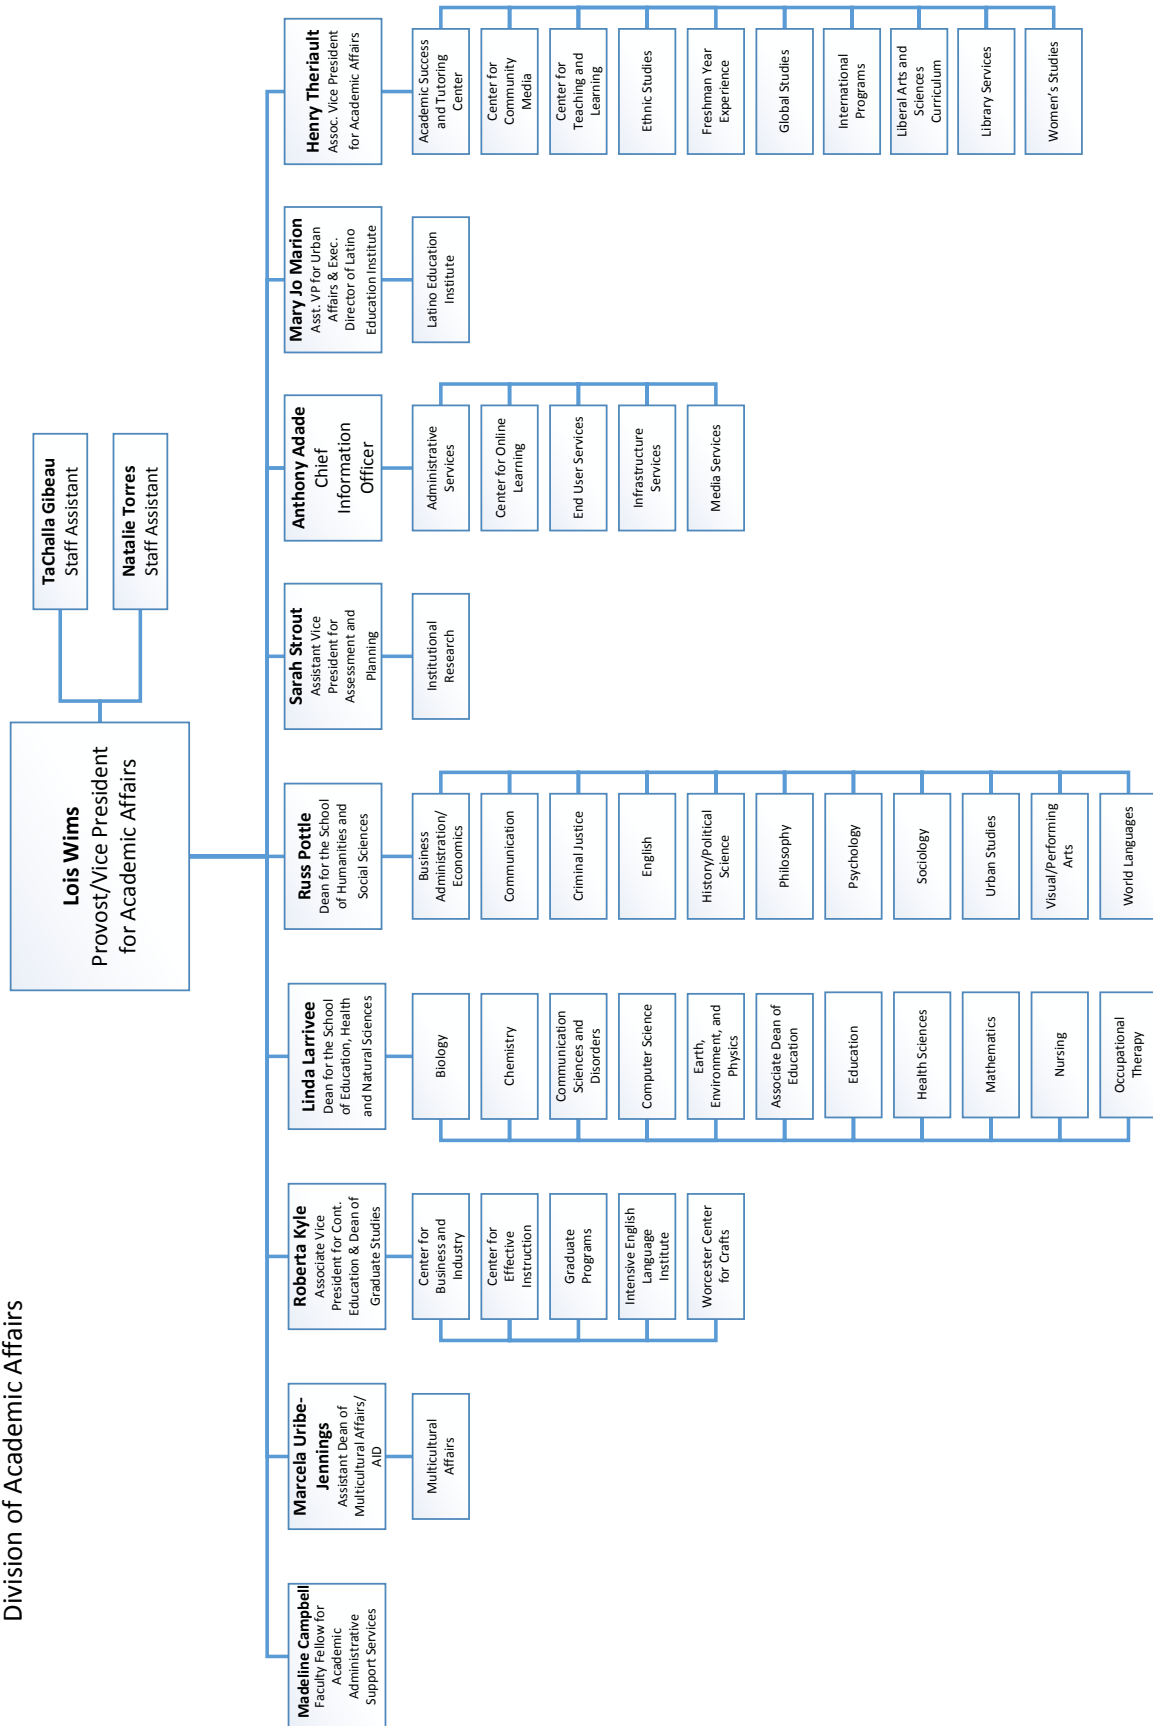 Division of Academic Affairs
Lois Wims
Provost/Vice President
for Academic Affairs
TaChalla Gibeau
Staff Assistant
Natalie Torres
Staff Assistant
Madeline Campbell
Faculty Fellow for
Academic
Administrative
Support Services
Marcela Uribe-
Jennings
Assistant Dean of
Multicultural Affairs/
AID
Multicultural
Affairs
Roberta Kyle
Associate Vice
President for Cont.
Education & Dean of
Graduate Studies
Center for
Business and
Industry
Center for
Effective
Instruction
Graduate
Programs
Intensive English
Language
Institute
Worcester Center
for Crafts
Linda Larrivee
Dean for the School
of Education, Health
and Natural Sciences
Biology
Chemistry
Communication
Sciences and
Disorders
Computer Science
Earth,
Environment, and
Physics
Associate Dean of
Education
Education
Health Sciences
Mathematics
Nursing
Occupational
Therapy
Russ Pottle
Dean for the School
of Humanities and
Social Sciences
Business
Administration/
Economics
Communication
Criminal Justice
English
History/Political
Science
Philosophy
Psychology
Sociology
Urban Studies
Visual/Performing
Arts
World Languages
Sarah Strout
Assistant Vice
President for
Assessment and
Planning
Institutional
Research
Anthony Adade
Chief
Information
Officer
Administrative
Services
Center for Online
Learning
End User Services
Infrastructure
Services
Media Services
Mary Jo Marion
Asst. VP for Urban
Affairs & Exec.
Director of Latino
Education Institute
Latino Education
Institute
Henry Theriault
Assoc. Vice President
for Academic Affairs
Academic Success
and Tutoring
Center
Center for
Community
Media
Center for
Teaching and
Learning
Ethnic Studies
Freshman Year
Experience
Global Studies
International
Programs
Liberal Arts and
Sciences
Curriculum
Library Services
Women's Studies